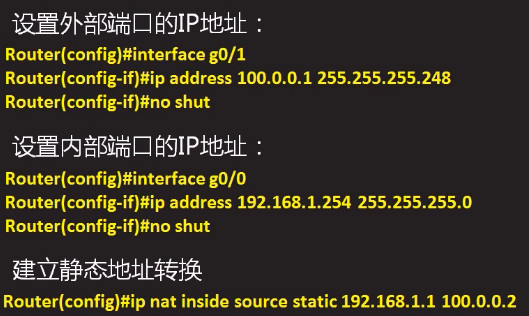 设置外部端口的IP地址：
Router(config)#interface g0/1
Router(config-if)#ip address 100.0.0.1 255.255.255.248
Router(config-if)#no shut
设置内部端口的IP地址：
Router(config)#interface g0/0
Router(config-if)#ip address 192.168.1.254 255.255.255.0
Router(config-if)#no shut
建立静态地址转换
Router(config)#ip nat inside source static 192.168.1.1 100.0.0.2